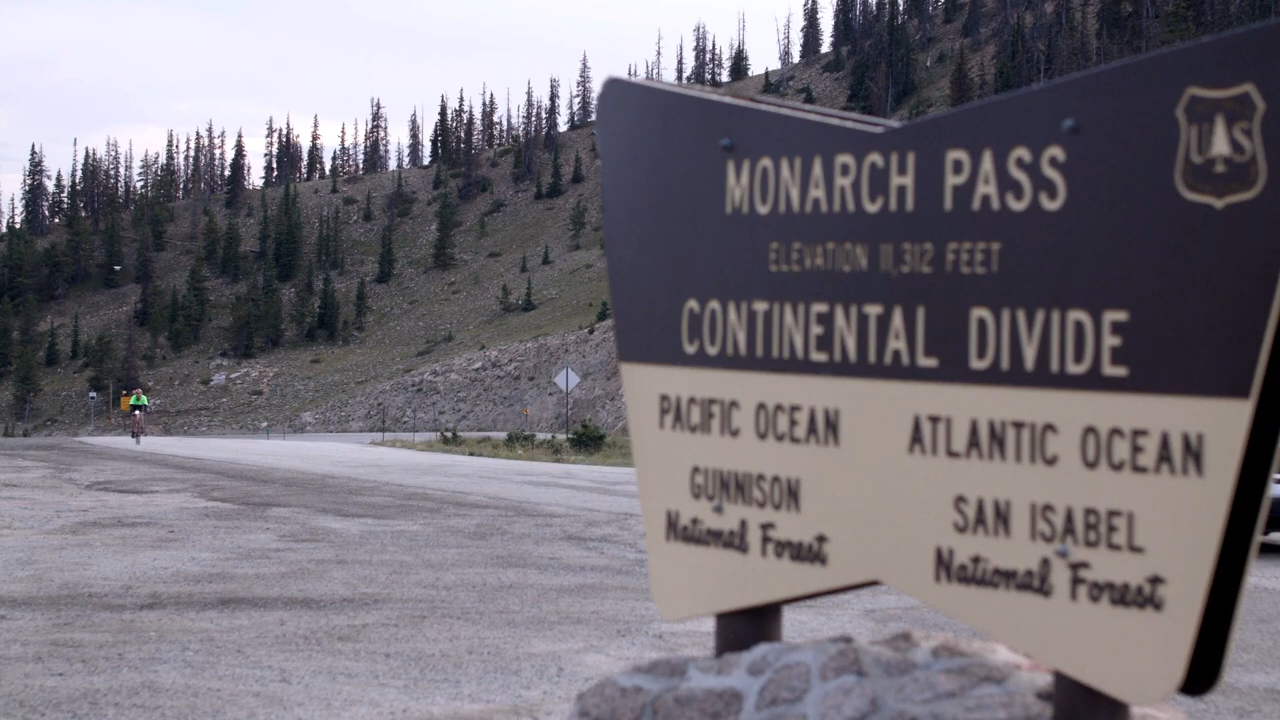 MONARCH PASS
ELEVATION 11,312 FEET
CONTINENTAL DIVIDE
UAS
PACIFIC OCEAN
ATLANTIC OCEAN
GUNNISON
National Forest
SAN ISABEL
National Forest